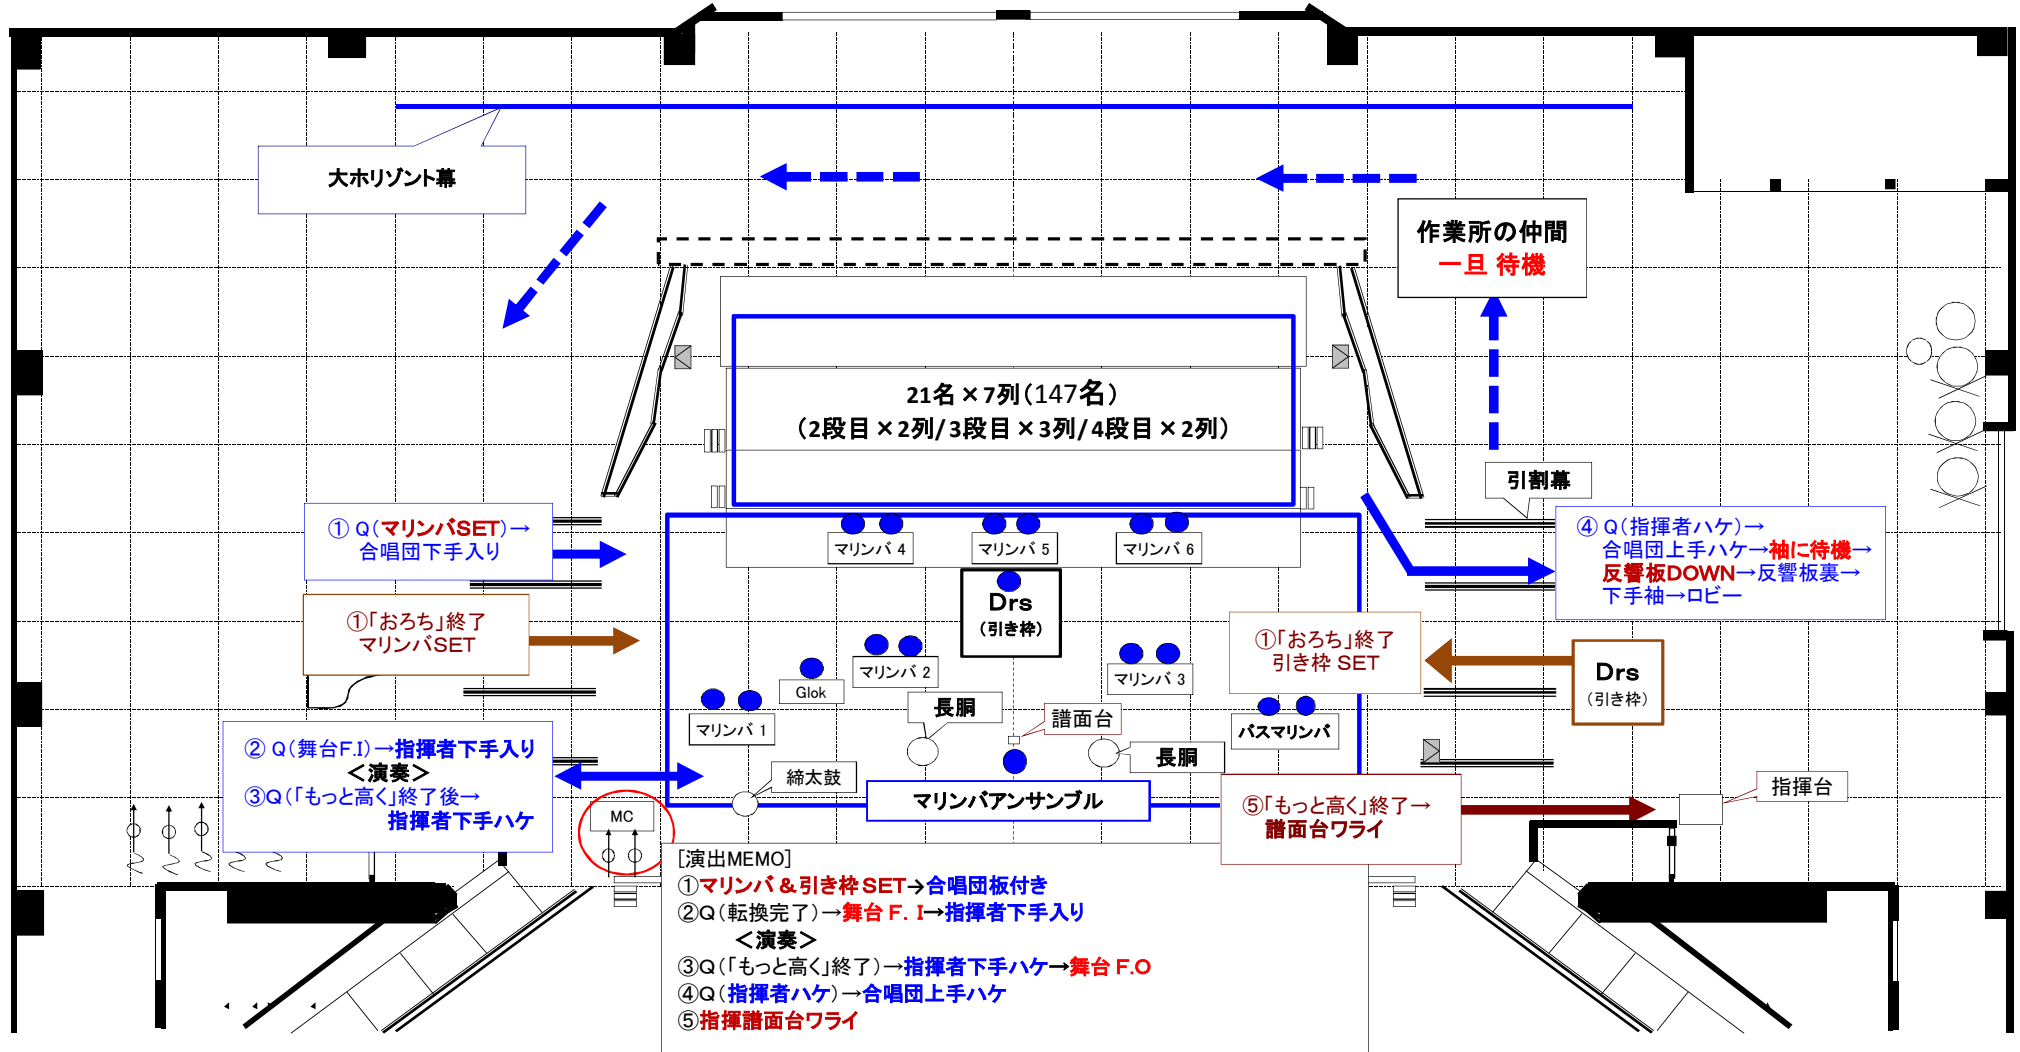 大ホリゾント幕
作業所の仲間
一旦 待機
21名×7列(147名)
(2段目×2列/3段目×3列/4段目×2列)
引割幕
① Q(マリンバSET)→
合唱団下手入り
④ Q(指揮者ハケ)→
合唱団上手ハケ→袖に待機→
反響板DOWN→反響板裏→
下手袖→ロビー
マリンバ 4
マリンバ 5
マリンバ 6
Drs
(引き枠)
①「おろち」終了
マリンバSET
①「おろち」終了
引き枠 SET
Drs
(引き枠)
マリンバ 2
マリンバ 3
Glok
マリンバ 1
長胴
譜面台
バスマリンバ
長胴
② Q(舞台F.I)→指揮者下手入り
<演奏>
③Q(「もっと高く」終了後→
指揮者下手ハケ
締太鼓
マリンバアンサンブル
⑤「もっと高く」終了→
譜面台ワライ
指揮台
MC
[演出MEMO]
①マリンバ&引き枠SET→合唱団板付き
②Q(転換完了)→舞台F.I→指揮者下手入り
<演奏>
③Q(「もっと高く」終了)→指揮者下手ハケ→舞台F.O
④Q(指揮者ハケ)→合唱団上手ハケ
⑤指揮譜面台ワライ